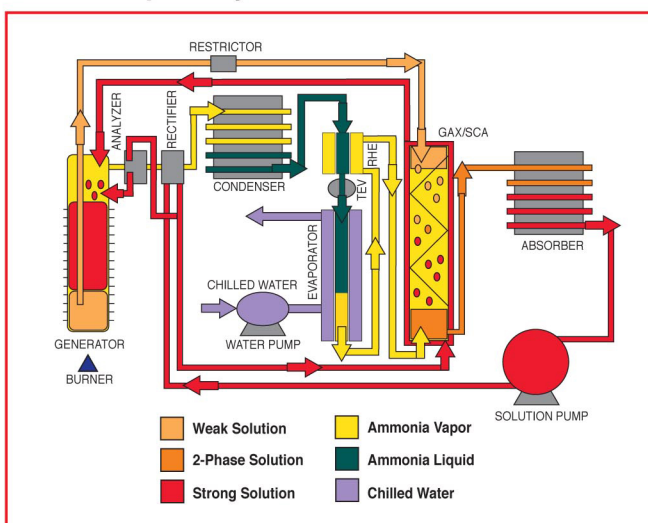 RESTRICTOR
ANALYZER
RECTIFIER
CONDENSER
RHE
TEV
GAX/SCA
ABSORBER
EVAPORATOR
CHILLED WATER
WATER PUMP
GENERATOR
BURNER
SOLUTION PUMP
Weak Solution
Ammonia Vapor
2-Phase Solution
Ammonia Liquid
Strong Solution
Chilled Water